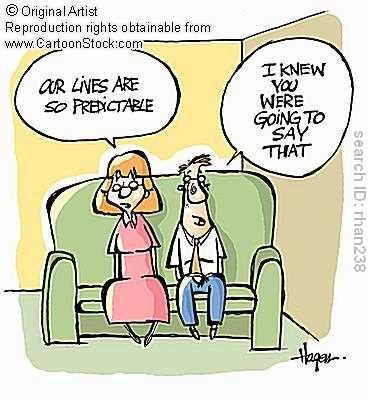 © Original Artist
Reproduction rights obtainable from
www.CartoonStock.com
OUR LIVES ARE
SO PREDICTABLE
I KNEW
YOU
WERE
GOING TO
SAY
THAT
search ID: rhan238
Hagen